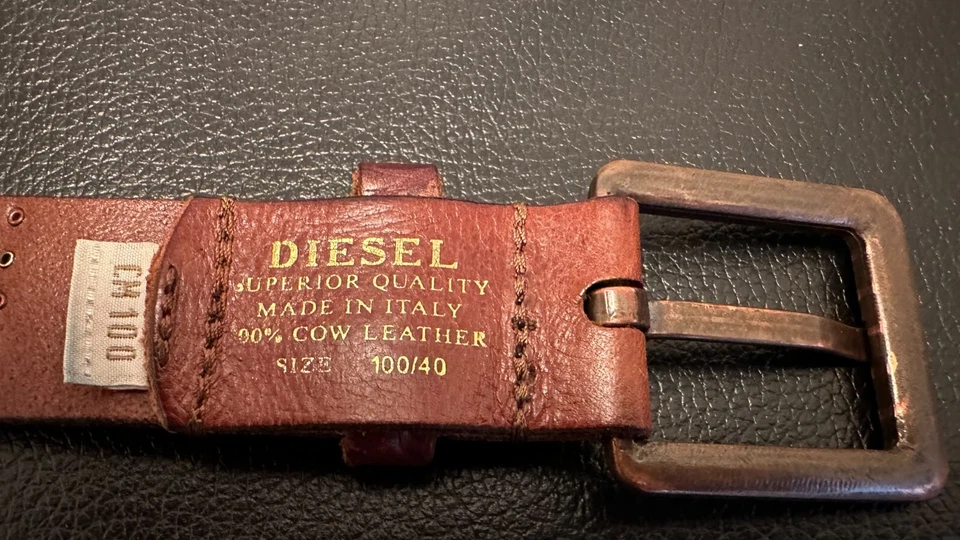 DIESEL
SUPERIOR QUALITY
MADE IN ITALY
90% COW LEATHER
SIZE 100/40
CM 100